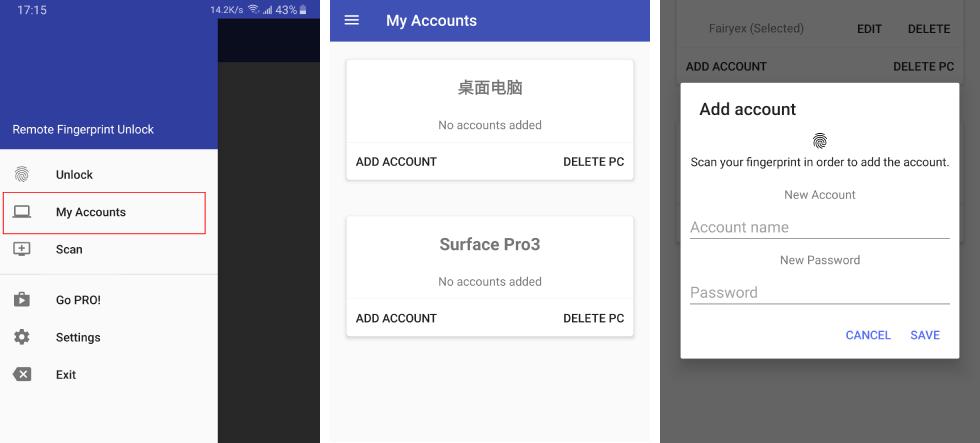 17:15
14.2K/s 43%
Remote Fingerprint Unlock
Unlock
My Accounts
Scan
Go PRO!
Settings
Exit
My Accounts
桌面电脑
No accounts added
ADD ACCOUNT DELETE PC
Surface Pro3
No accounts added
ADD ACCOUNT DELETE PC
Fairyex (Selected) EDIT DELETE
ADD ACCOUNT DELETE PC
Add account
Scan your fingerprint in order to add the account.
New Account
Account name
New Password
Password
CANCEL SAVE